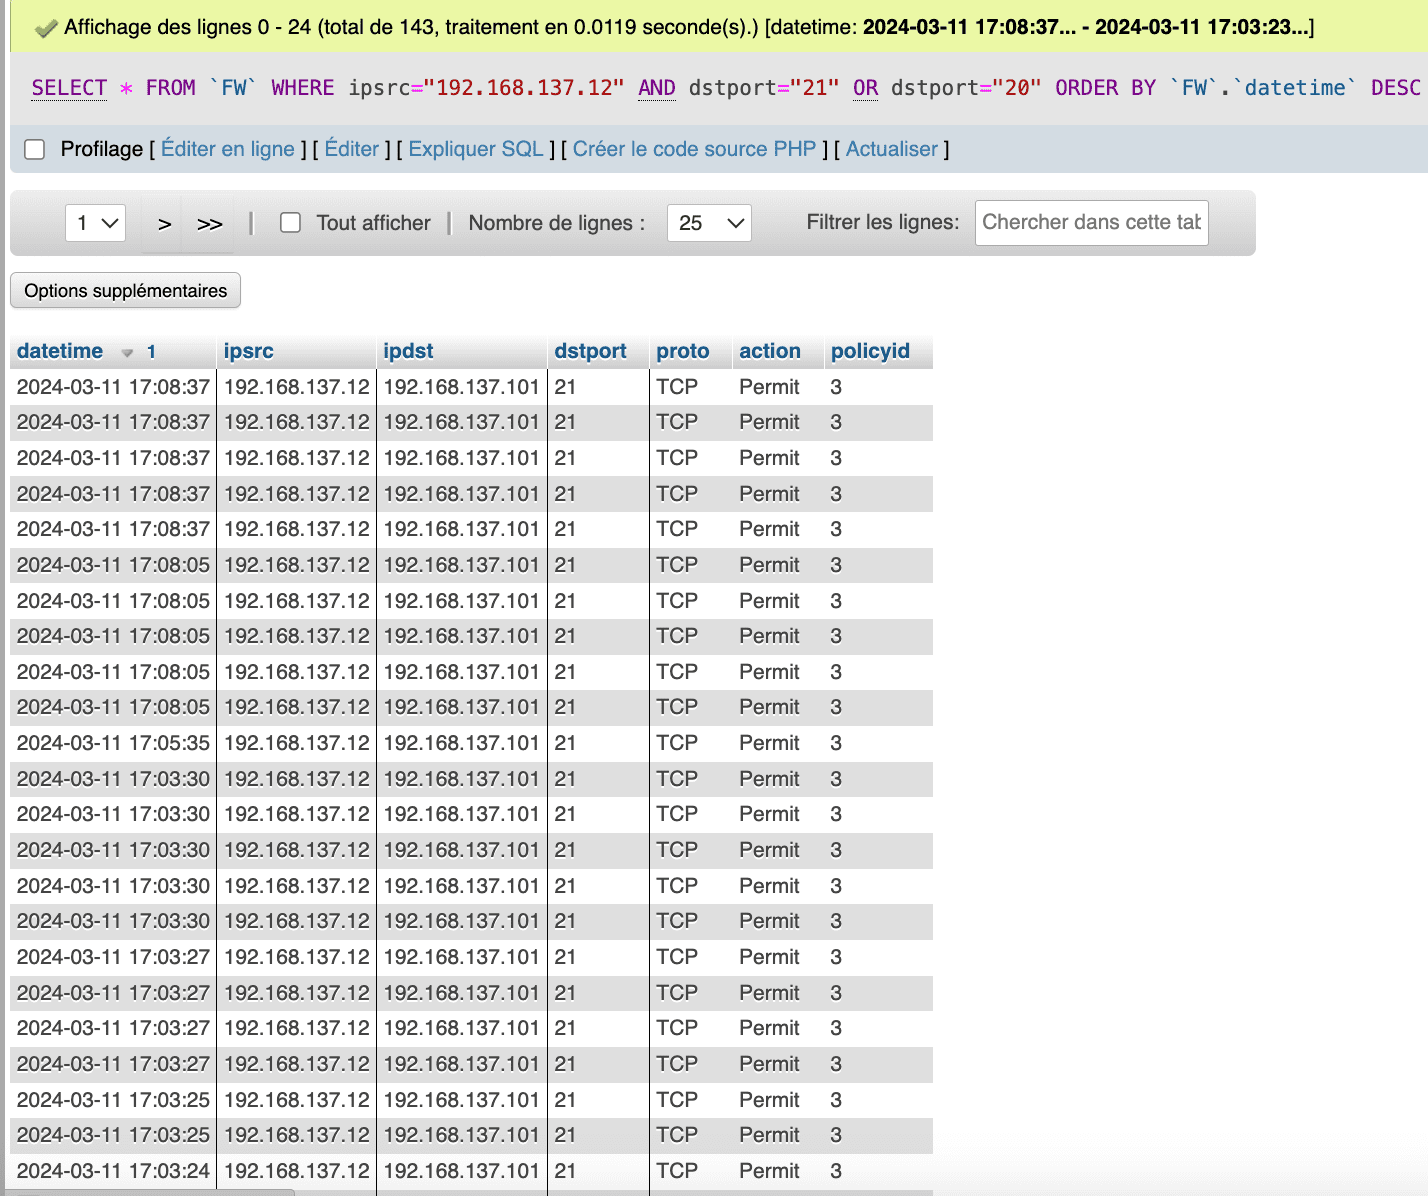 Affichage des lignes 0 - 24 (total de 143, traitement en 0.0119 seconde(s).) [datetime: 2024-03-11 17:08:37... - 2024-03-11 17:03:23...]
SELECT * FROM `FW` WHERE ipsrc="192.168.137.12" AND dstport="21" OR dstport="20" ORDER BY `FW`.`datetime` DESC
Profilage [ Éditer en ligne ] [ Éditer ] [ Expliquer SQL ] [ Créer le code source PHP ] [ Actualiser ]
1 > >> | Tout afficher | Nombre de lignes : 25 Filtrer les lignes: Chercher dans cette tab
Options supplémentaires
datetime 1 ipsrc ipdst dstport proto action policyid
2024-03-11 17:08:37 192.168.137.12 192.168.137.101 21 TCP Permit 3
2024-03-11 17:08:37 192.168.137.12 192.168.137.101 21 TCP Permit 3
2024-03-11 17:08:37 192.168.137.12 192.168.137.101 21 TCP Permit 3
2024-03-11 17:08:37 192.168.137.12 192.168.137.101 21 TCP Permit 3
2024-03-11 17:08:37 192.168.137.12 192.168.137.101 21 TCP Permit 3
2024-03-11 17:08:05 192.168.137.12 192.168.137.101 21 TCP Permit 3
2024-03-11 17:08:05 192.168.137.12 192.168.137.101 21 TCP Permit 3
2024-03-11 17:08:05 192.168.137.12 192.168.137.101 21 TCP Permit 3
2024-03-11 17:08:05 192.168.137.12 192.168.137.101 21 TCP Permit 3
2024-03-11 17:08:05 192.168.137.12 192.168.137.101 21 TCP Permit 3
2024-03-11 17:05:35 192.168.137.12 192.168.137.101 21 TCP Permit 3
2024-03-11 17:03:30 192.168.137.12 192.168.137.101 21 TCP Permit 3
2024-03-11 17:03:30 192.168.137.12 192.168.137.101 21 TCP Permit 3
2024-03-11 17:03:30 192.168.137.12 192.168.137.101 21 TCP Permit 3
2024-03-11 17:03:30 192.168.137.12 192.168.137.101 21 TCP Permit 3
2024-03-11 17:03:30 192.168.137.12 192.168.137.101 21 TCP Permit 3
2024-03-11 17:03:27 192.168.137.12 192.168.137.101 21 TCP Permit 3
2024-03-11 17:03:27 192.168.137.12 192.168.137.101 21 TCP Permit 3
2024-03-11 17:03:27 192.168.137.12 192.168.137.101 21 TCP Permit 3
2024-03-11 17:03:27 192.168.137.12 192.168.137.101 21 TCP Permit 3
2024-03-11 17:03:25 192.168.137.12 192.168.137.101 21 TCP Permit 3
2024-03-11 17:03:25 192.168.137.12 192.168.137.101 21 TCP Permit 3
2024-03-11 17:03:24 192.168.137.12 192.168.137.101 21 TCP Permit 3